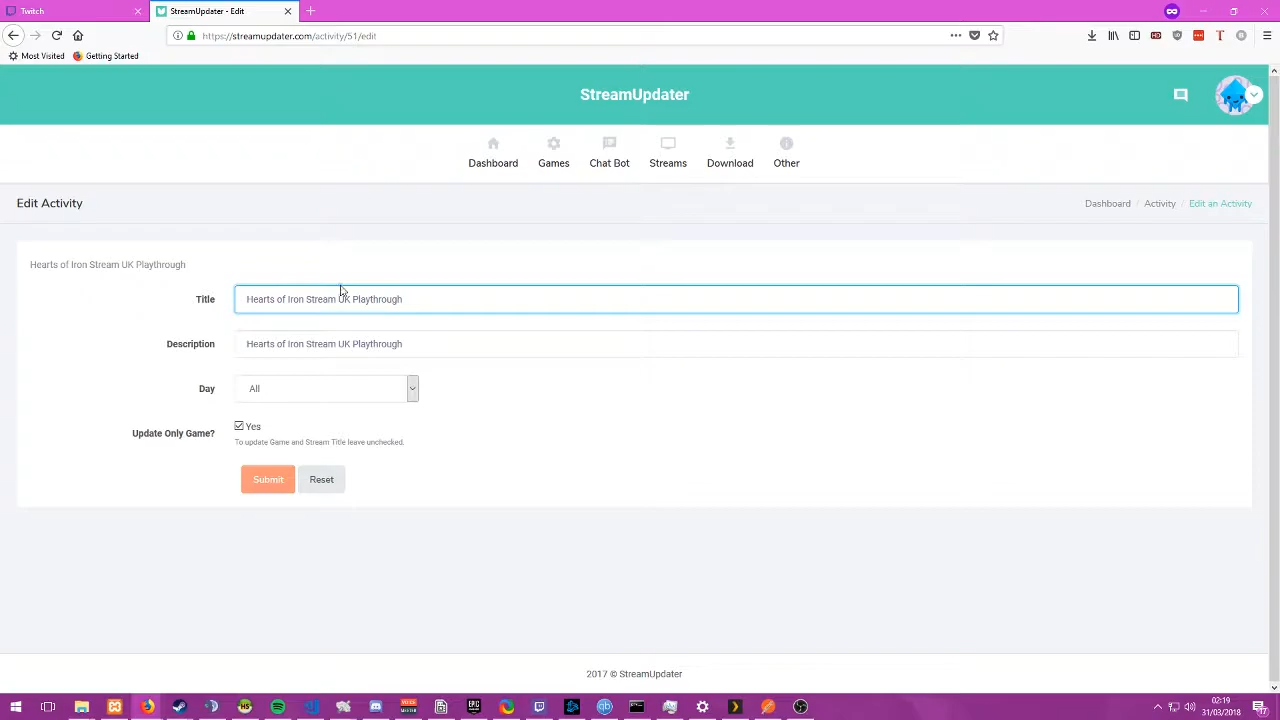 Twitch
StreamUpdater - Edit
https://streamupdater.com/activity/51/edit
Most Visited
Getting Started
StreamUpdater
Dashboard
Games
Chat Bot
Streams
Download
Other
Edit Activity
Dashboard / Activity / Edit an Activity
Hearts of Iron Stream UK Playthrough
Title
Hearts of Iron Stream UK Playthrough
Description
Hearts of Iron Stream UK Playthrough
Day
All
Update Only Game?
Yes
To update Game and Stream Title leave unchecked.
Submit
Reset
2017 © StreamUpdater
02:19
31/03/2018